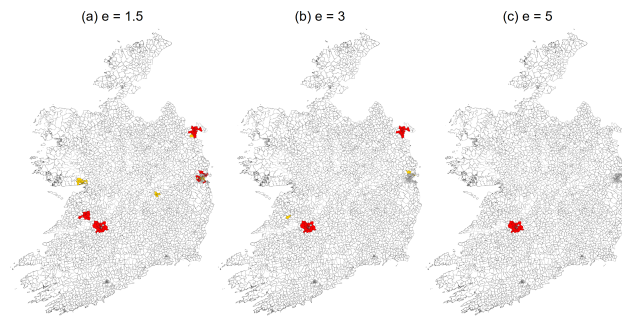 (a) e = 1.5 (b) e = 3 (c) e = 5